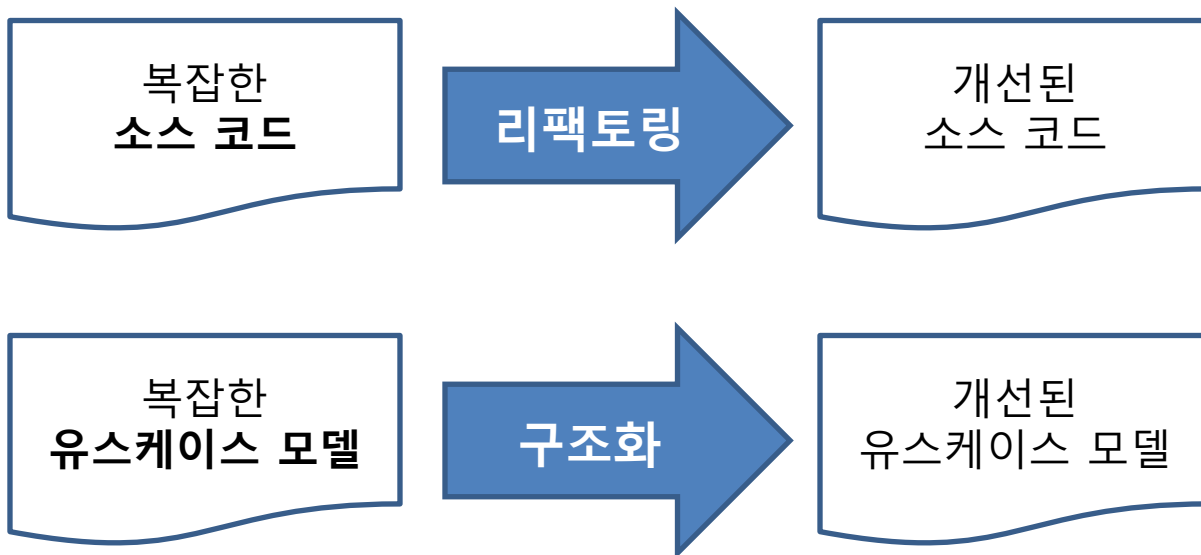 복잡한
소스 코드
리팩토링
개선된
소스 코드
복잡한
유스케이스 모델
구조화
개선된
유스케이스 모델